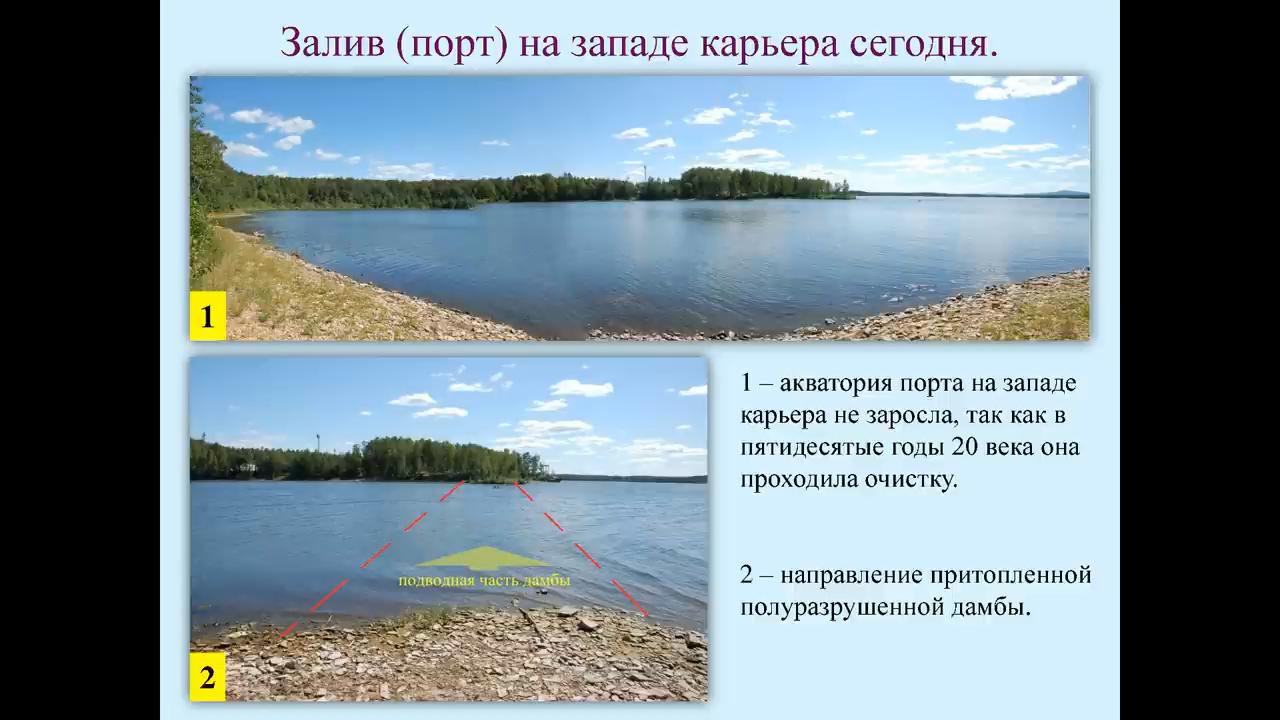 Залив (порт) на западе карьера сегодня.
1
1 – акватория порта на западе
карьера не заросла, так как в
пятидесятые годы 20 века она
проходила очистку.
подводная часть дамбы
2 – направление притопленной
полуразрушенной дамбы.
2